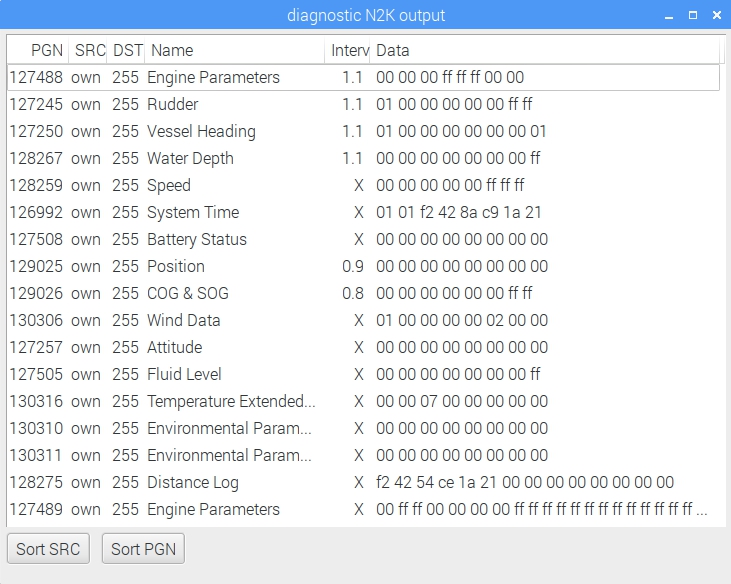 diagnostic N2K output
PGN SRC DST Name Interv Data
127488 own 255 Engine Parameters 1.1 00 00 00 ff ff ff 00 00
127245 own 255 Rudder 1.1 01 00 00 00 00 00 ff ff
127250 own 255 Vessel Heading 1.1 01 00 00 00 00 00 00 01
128267 own 255 Water Depth 1.1 00 00 00 00 00 00 00 ff
128259 own 255 Speed X 00 00 00 00 00 ff ff ff
126992 own 255 System Time X 01 01 f2 42 8a c9 1a 21
127508 own 255 Battery Status X 00 00 00 00 00 00 00 00
129025 own 255 Position 0.9 00 00 00 00 00 00 00 00
129026 own 255 COG & SOG 0.8 00 00 00 00 00 00 ff ff
130306 own 255 Wind Data X 01 00 00 00 00 02 00 00
127257 own 255 Attitude X 00 00 00 00 00 00 00 00
127505 own 255 Fluid Level X 00 00 00 00 00 00 00 ff
130316 own 255 Temperature Extended... X 00 00 07 00 00 00 00 00
130310 own 255 Environmental Param... X 00 00 00 00 00 00 00 00
130311 own 255 Environmental Param... X 00 00 00 00 00 00 00 00
128275 own 255 Distance Log X f2 42 54 ce 1a 21 00 00 00 00 00 00 00 00
127489 own 255 Engine Parameters X 00 ff ff 00 00 00 00 ff ff ff ff ff ff ff ff ff ff ff ff ff ...
Sort SRC Sort PGN